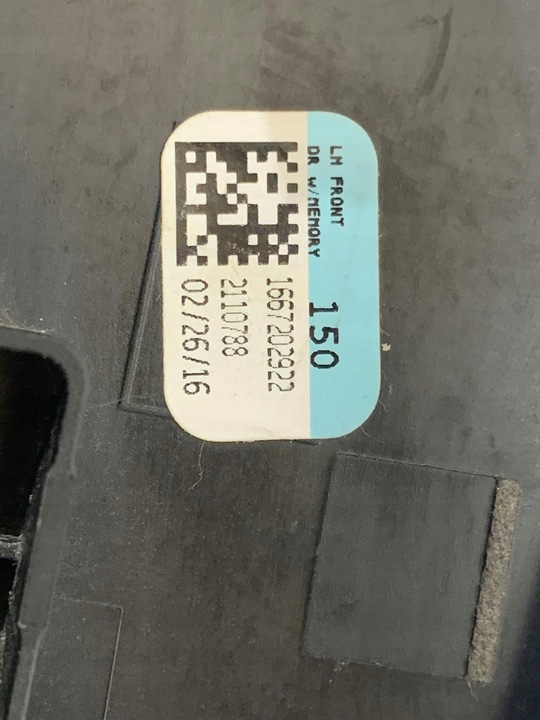 LH FRONT
DR W/MEMORY
150
1667202922
2110788
02/26/16